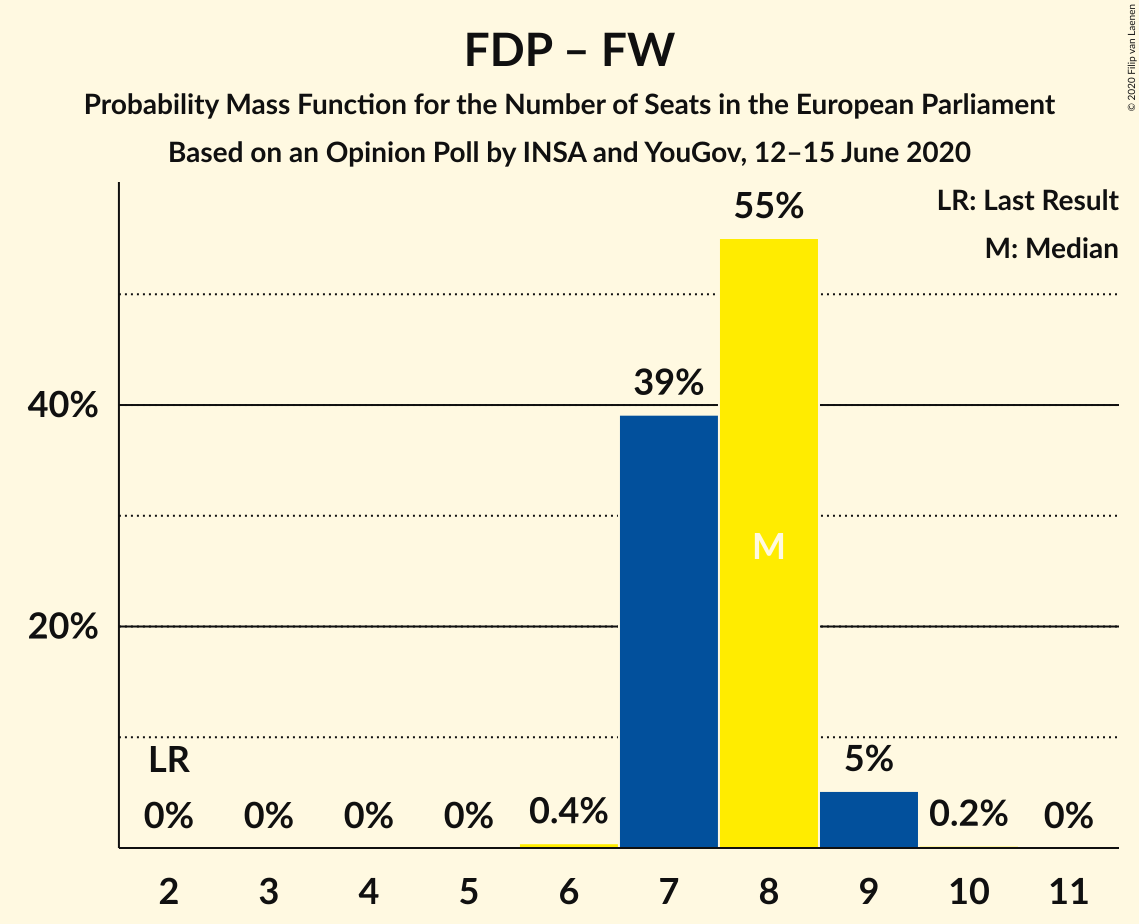 FDP – FW
Probability Mass Function for the Number of Seats in the European Parliament
Based on an Opinion Poll by INSA and YouGov, 12–15 June 2020
© 2020 Filip van Laenen
LR: Last Result
M: Median
55%
39%
40%
M
20%
LR
5%
0%
0%
0%
0%
0.4%
0.2%
0%
2
3
4
5
6
7
8
9
10
11